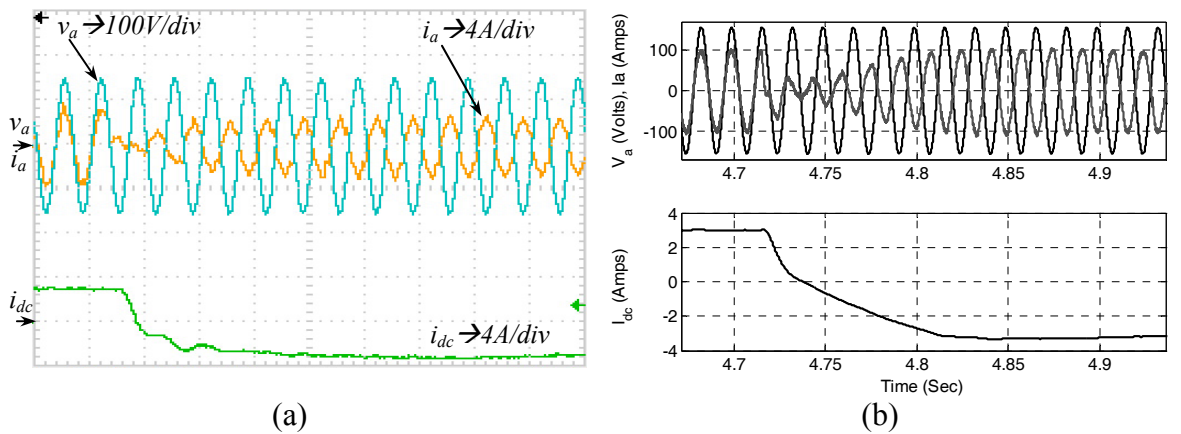 v_a→100V/div
i_a→4A/div
v_a
i_a
i_dc
i_dc→4A/div
(a)
V_a (Volts), Ia (Amps)
100
0
-100
4.7 4.75 4.8 4.85 4.9
I_dc (Amps)
4
2
0
-2
-4
4.7 4.75 4.8 4.85 4.9
Time (Sec)
(b)